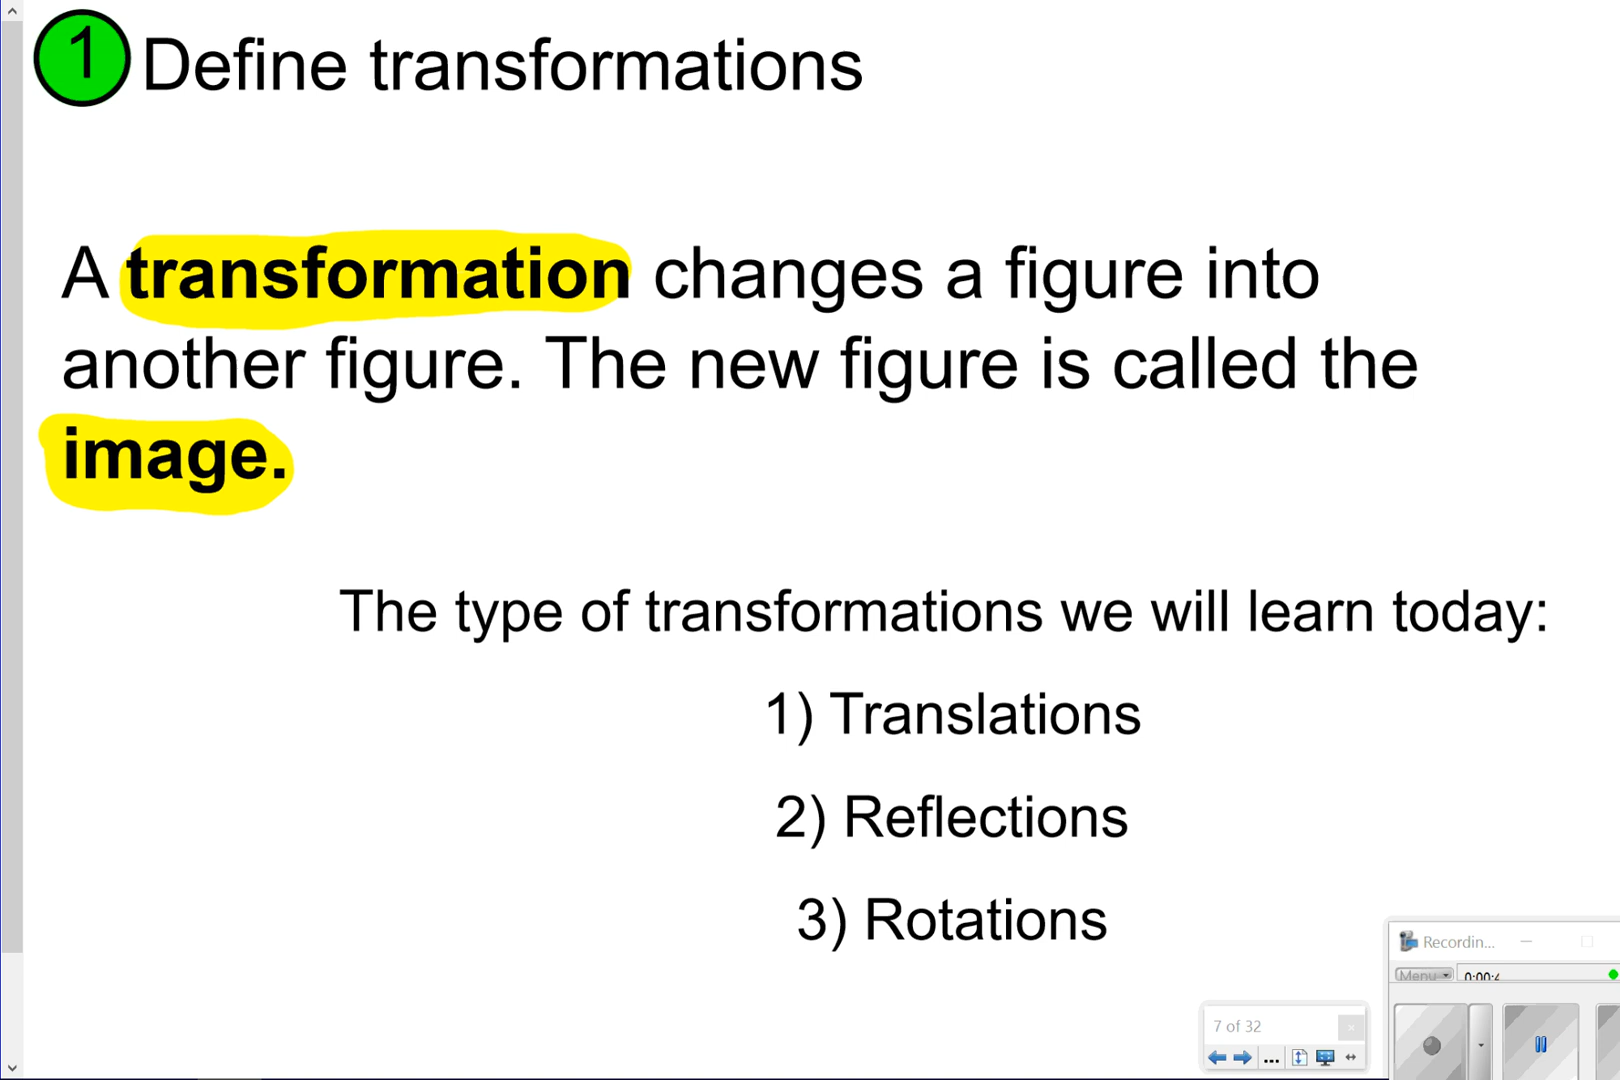 1 Define transformations
A transformation changes a figure into
another figure. The new figure is called the
image.
The type of transformations we will learn today:
1) Translations
2) Reflections
3) Rotations
Recordin...
Menu
7 of 32